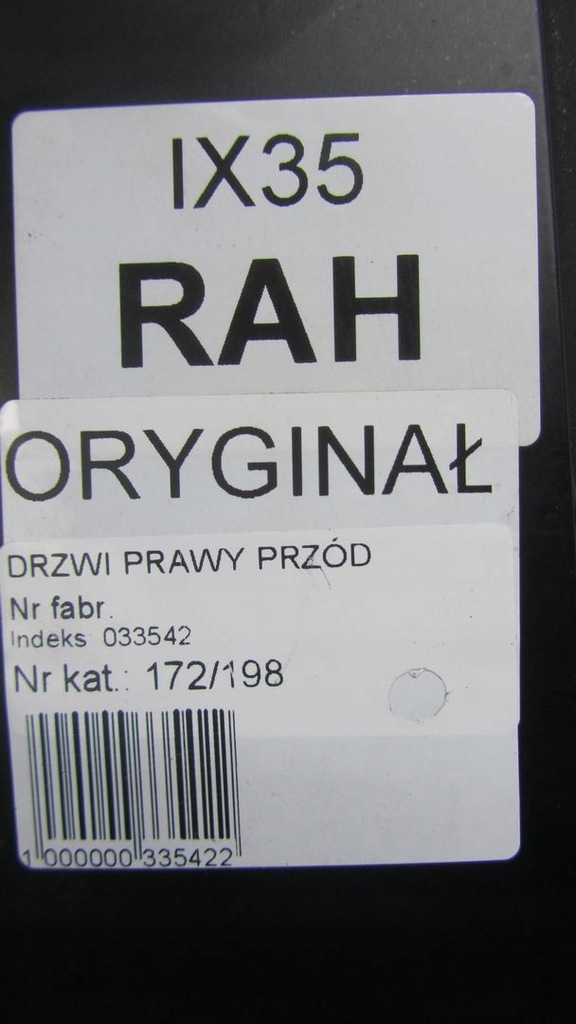 IX35
RAH
ORYGINAŁ
DRZWI PRAWY PRZÓD
Nr fabr.
Indeks 033542
Nr kat.: 172/198
1 000000 335422